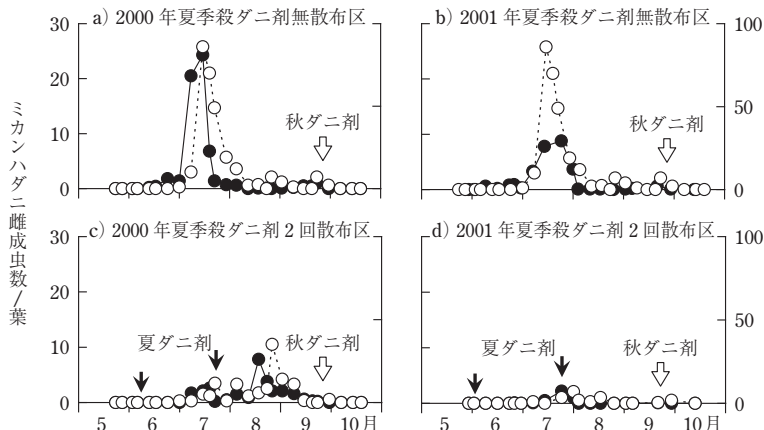 a) 2000 年夏季殺ダニ剤無散布区
b) 2001 年夏季殺ダニ剤無散布区
30
20
10
0
100
50
0
秋ダニ剤
秋ダニ剤
ミカンハダニ雌成虫数/葉
c) 2000 年夏季殺ダニ剤 2 回散布区
d) 2001 年夏季殺ダニ剤 2 回散布区
30
20
10
0
100
50
0
夏ダニ剤
秋ダニ剤
夏ダニ剤
秋ダニ剤
5 6 7 8 9 10月
5 6 7 8 9 10月